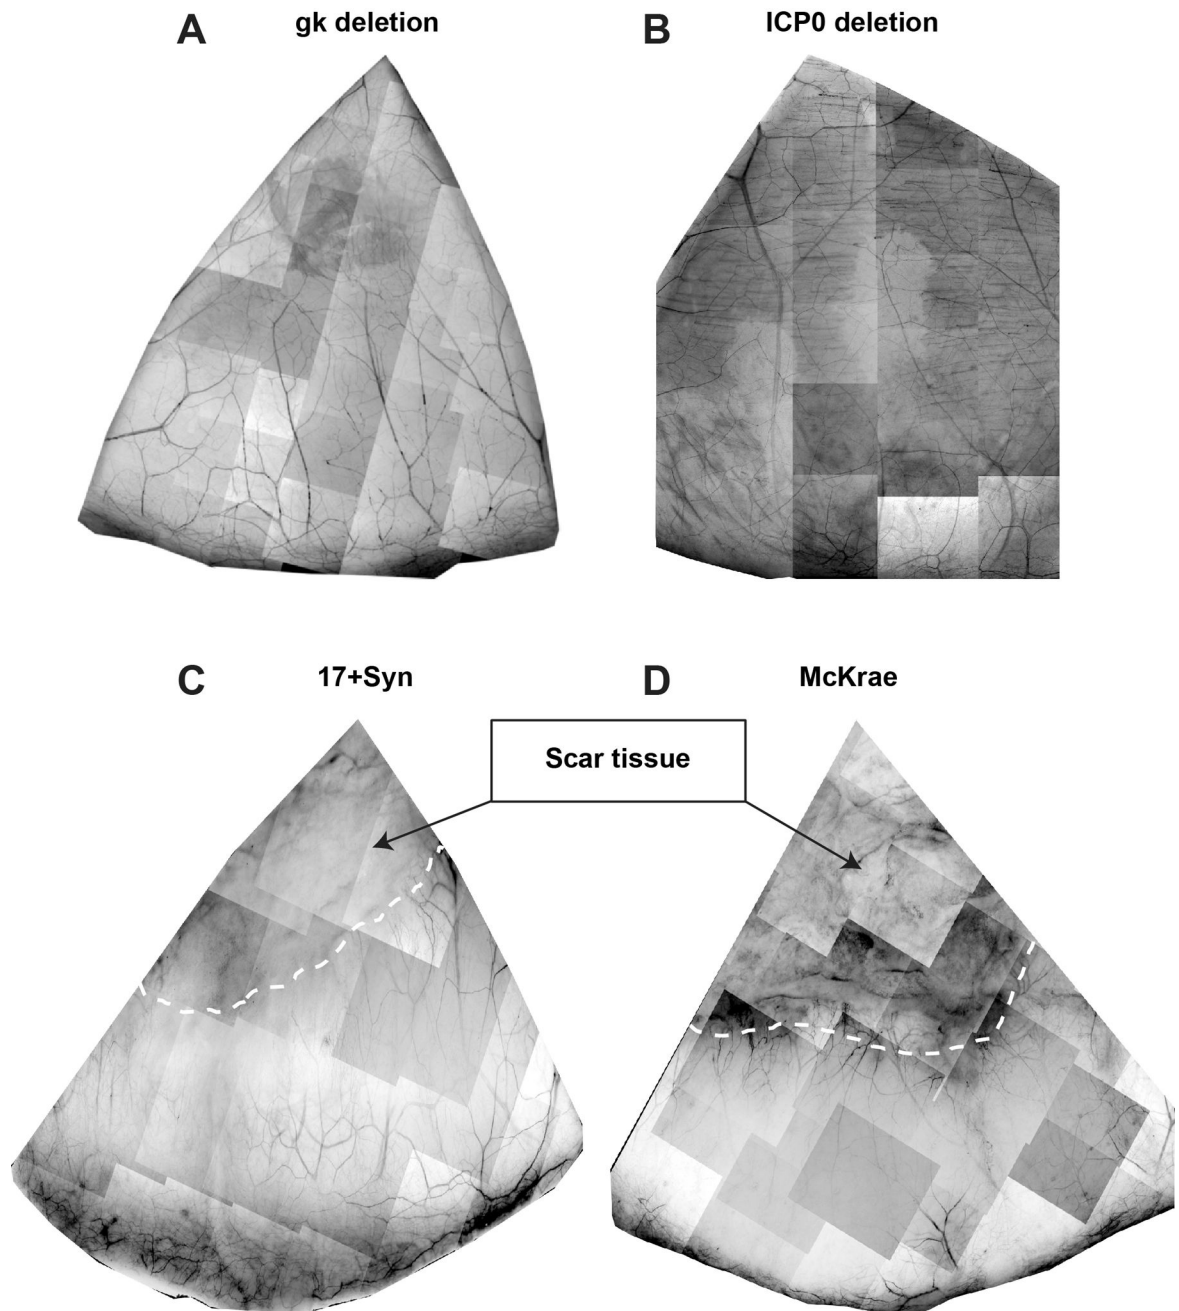 A gk deletion
B ICP0 deletion
C 17+Syn
D McKrae
Scar tissue